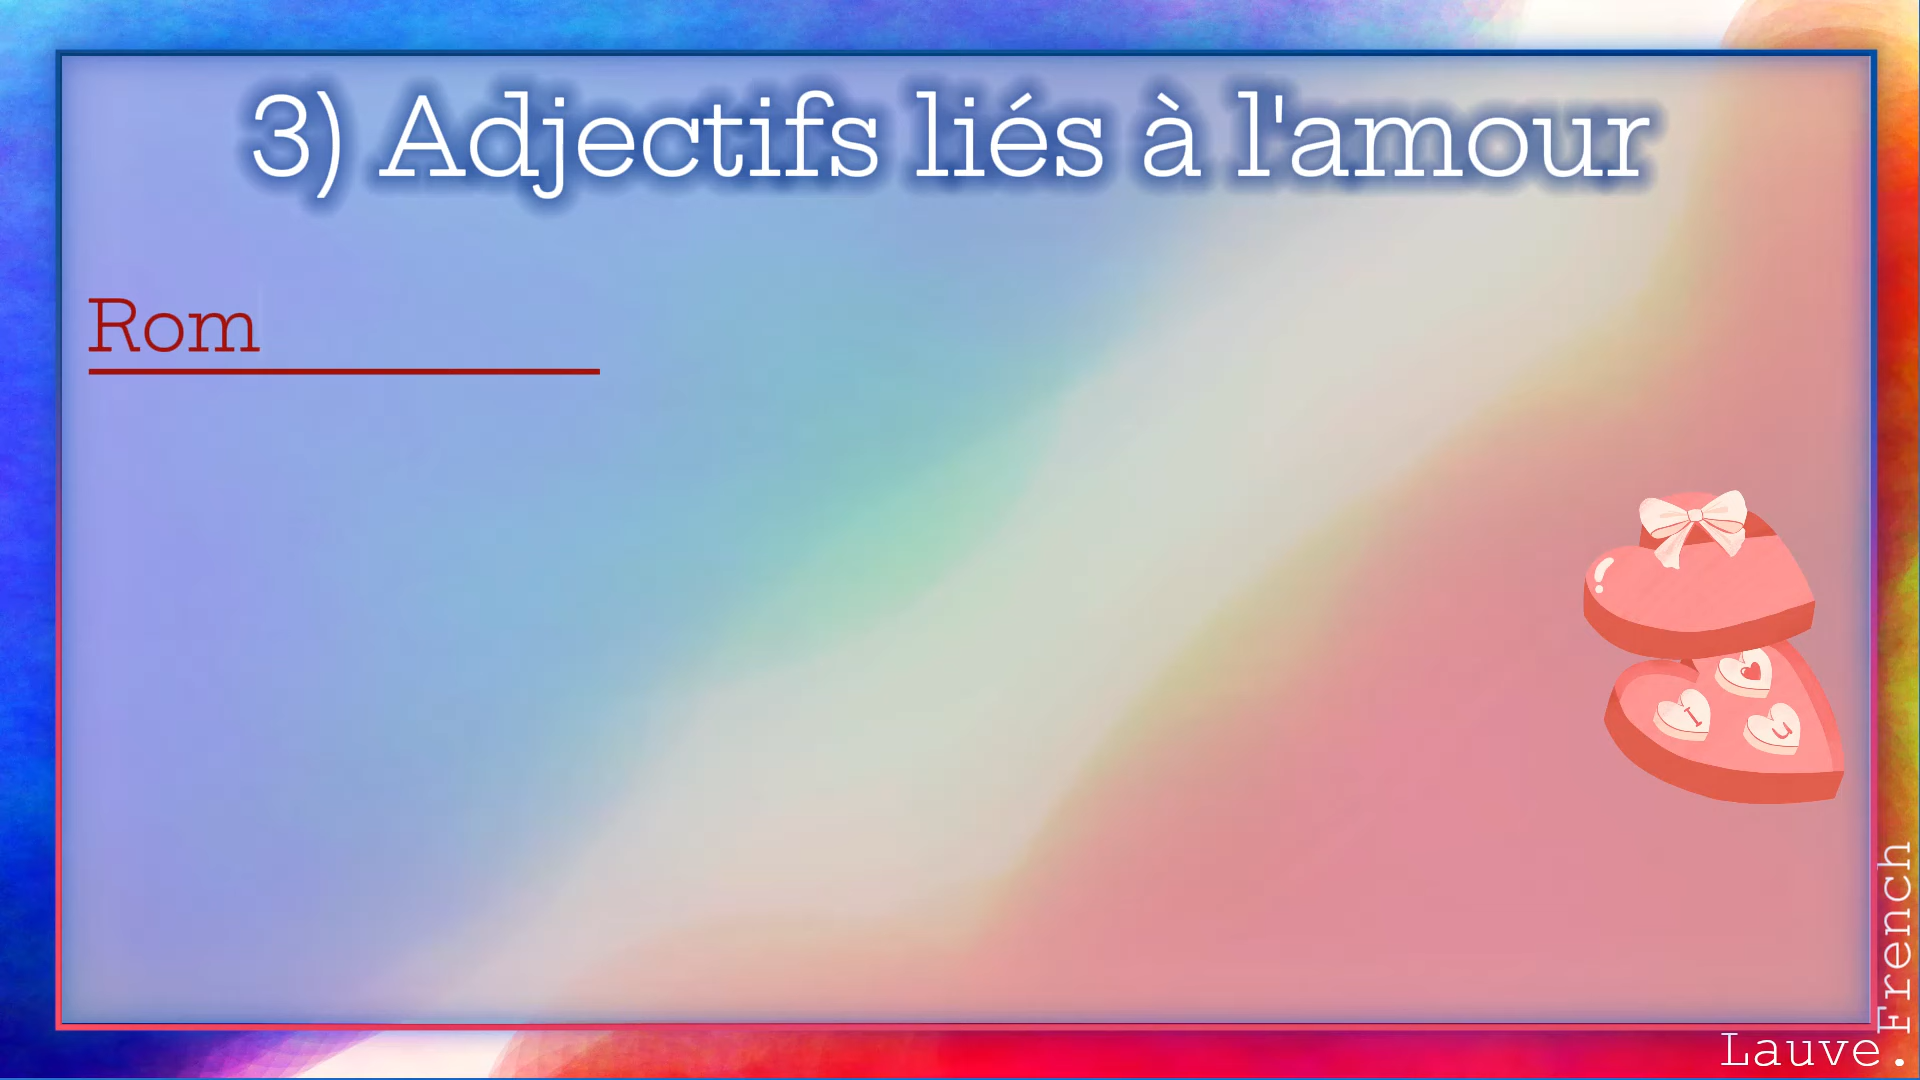 3) Adjectifs liés à l'amour
Rom
I
U
Lauve.
French